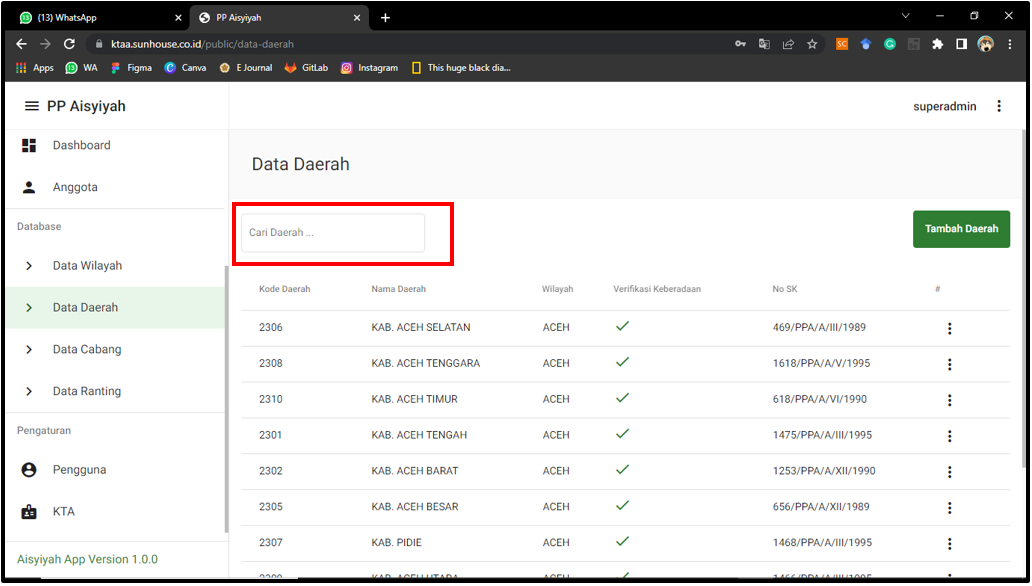 (13) WhatsApp
PP Aisyiyah
ktaa.sunhouse.co.id/public/data-daerah
Apps
WA
Figma
Canva
E Journal
GitLab
Instagram
This huge black dia...
PP Aisyiyah
superadmin
Dashboard
Anggota
Database
Data Wilayah
Data Daerah
Data Cabang
Data Ranting
Pengaturan
Pengguna
KTA
Aisyiyah App Version 1.0.0
Data Daerah
Cari Daerah ...
Tambah Daerah
Kode Daerah Nama Daerah Wilayah Verifikasi Keberadaan No SK #
2306 KAB. ACEH SELATAN ACEH 469/PPA/A/III/1989
2308 KAB. ACEH TENGGARA ACEH 1618/PPA/A/V/1995
2310 KAB. ACEH TIMUR ACEH 618/PPA/A/VI/1990
2301 KAB. ACEH TENGAH ACEH 1475/PPA/A/III/1995
2302 KAB. ACEH BARAT ACEH 1253/PPA/A/XII/1990
2305 KAB. ACEH BESAR ACEH 656/PPA/A/XII/1989
2307 KAB. PIDIE ACEH 1468/PPA/A/III/1995